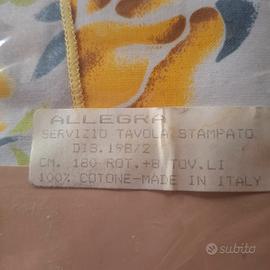 ALLEGRA
SERVIZIO TAVOLA STAMPATO
DIS.198/2
CM. 180 ROT.+8 TOV.LI
100% COTONE-MADE IN ITALY
subito